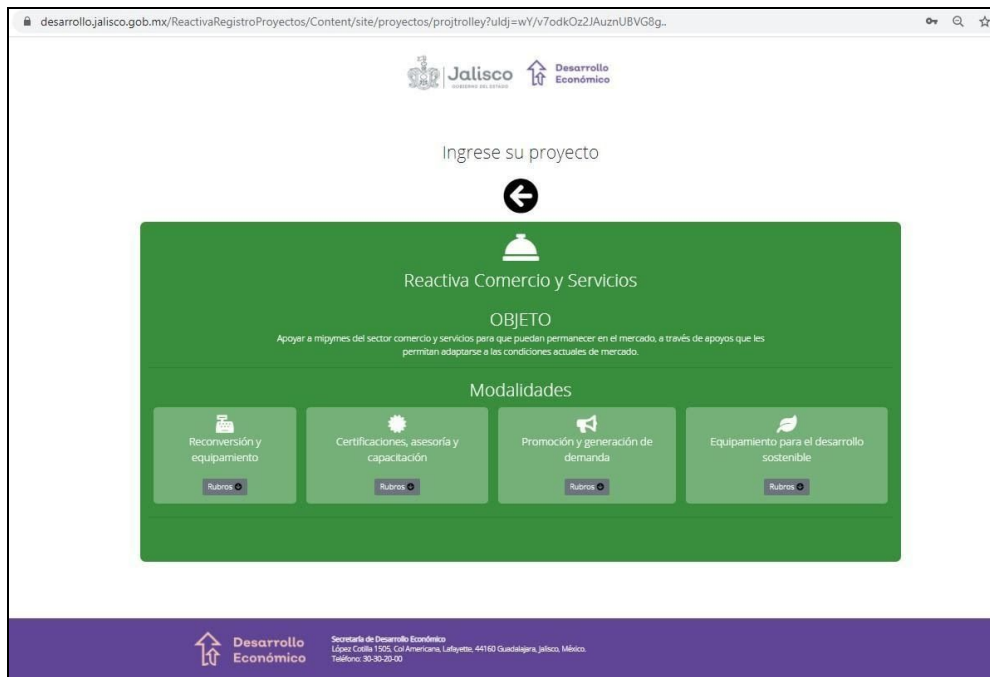 desarrollo.jalisco.gob.mx/ReactivaRegistroProyectos/Content/site/proyectos/projtrolley?uldj=wY/v7odkOz2JAuznUBVG8g..
Jalisco
GOBIERNO DEL ESTADO
Desarrollo
Económico
Ingrese su proyecto
Reactiva Comercio y Servicios
OBJETO
Apoyar a mipymes del sector comercio y servicios para que puedan permanecer en el mercado, a través de apoyos que les
permitan adaptarse a las condiciones actuales de mercado.
Modalidades
Reconversión y
equipamiento
Rubros
Certificaciones, asesoría y
capacitación
Rubros
Promoción y generación de
demanda
Rubros
Equipamiento para el desarrollo
sostenible
Rubros
Desarrollo
Económico
Secretaría de Desarrollo Económico
López Cotilla 1505, Col Americana, Lafayette, 44160 Guadalajara, Jalisco, México.
Teléfono: 30-30-20-00